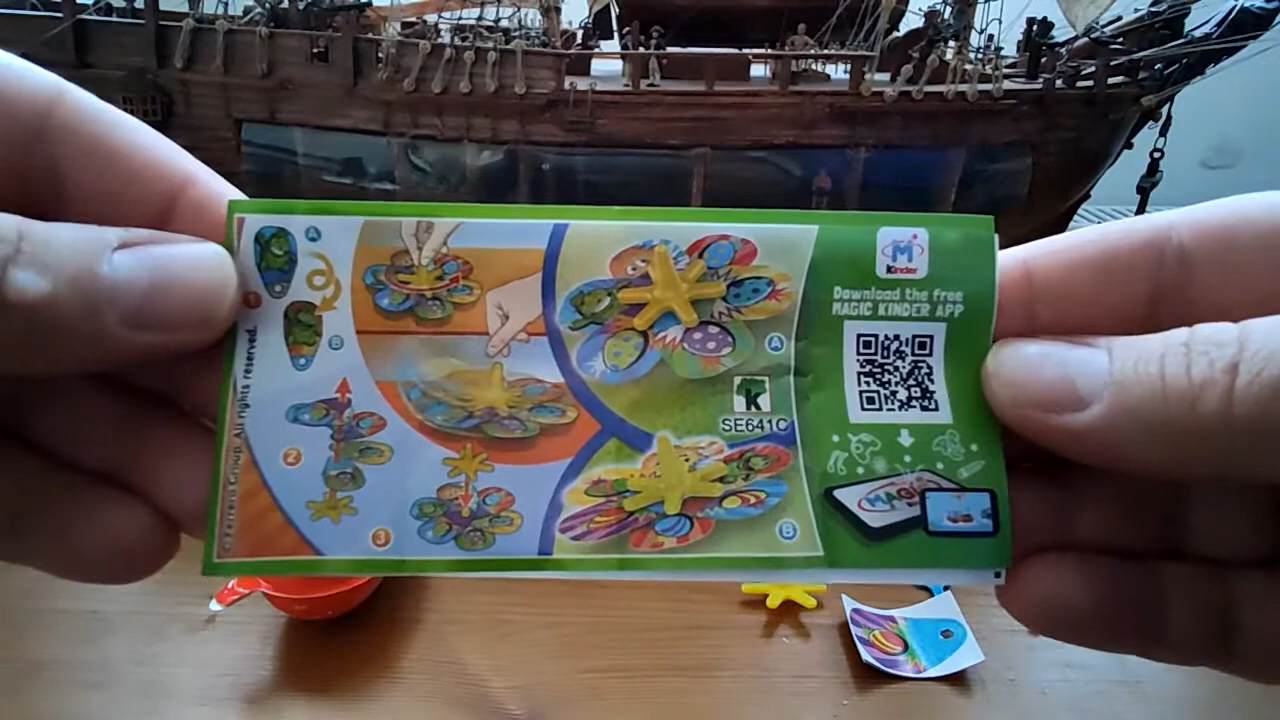 A
B
© Ferrero Group. All rights reserved.
2
3
A
K
SE641C
B
M
Kinder
Download the free
MAGIC KINDER APP
MAGIC